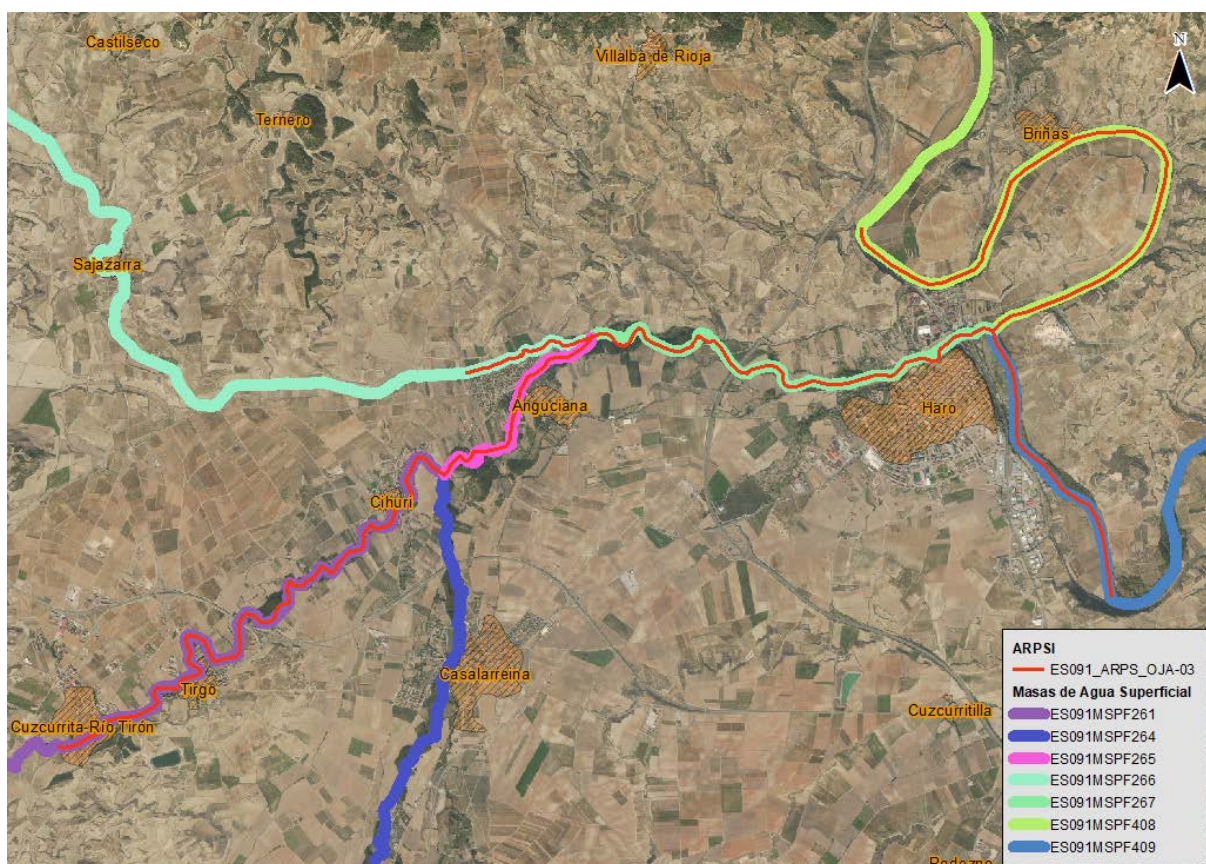 Castilseco
Villalba de Rioja
N
Ternero
Briñas
Sajazarra
Anguciana
Haro
Cihuri
Casalarreina
Tirgo
Cuzcurrita-Río Tirón
Cuzcurritilla
ARPSI
ES091_ARPS_OJA-03
Masas de Agua Superficial
ES091MSPF261
ES091MSPF264
ES091MSPF265
ES091MSPF266
ES091MSPF267
ES091MSPF408
ES091MSPF409